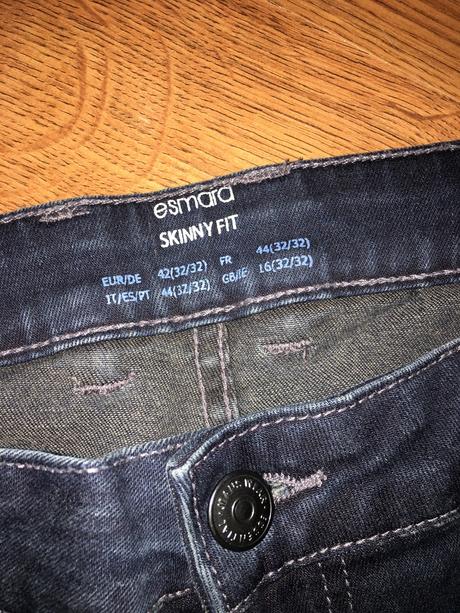 esmara
SKINNY FIT
EUR/DE 42(32/32) FR 44(32/32)
IT/ES/PT 44(32/32) GB/IE 16(32/32)